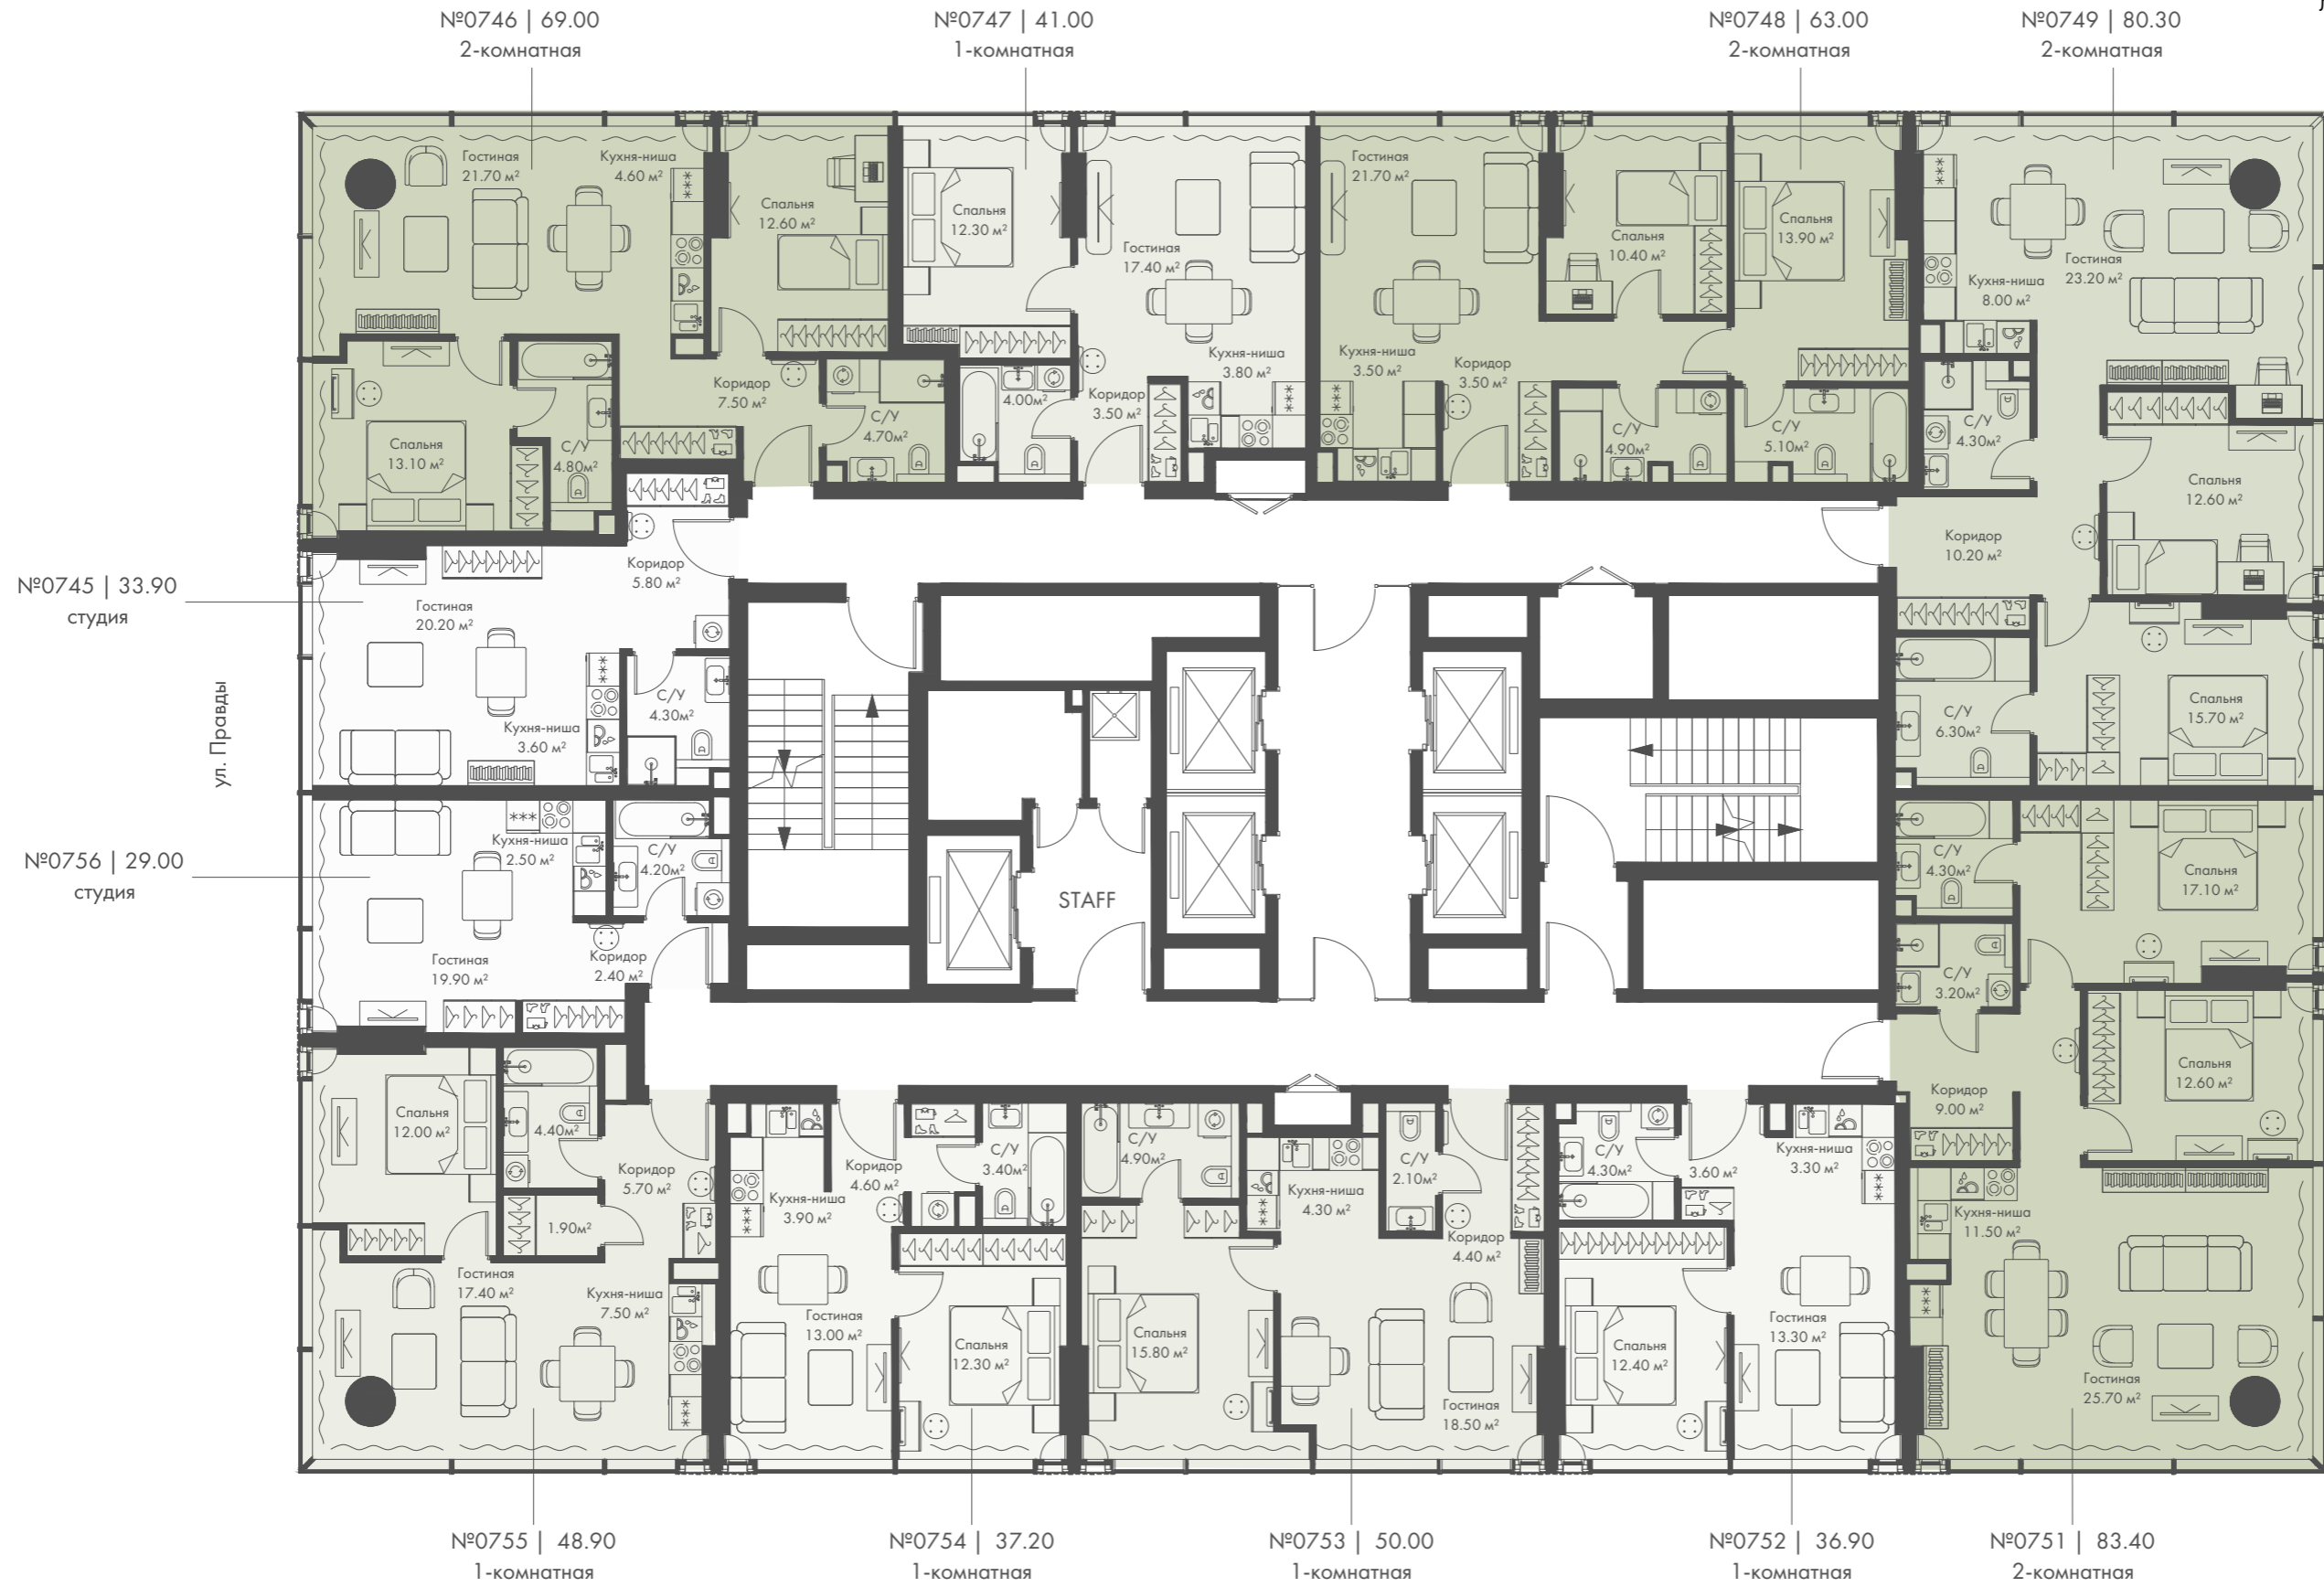 №0746 | 69.00
2-комнатная
№0747 | 41.00
1-комнатная
№0748 | 63.00
2-комнатная
№0749 | 80.30
2-комнатная
Гостиная
21.70 м²
Кухня-ниша
4.60 м²
Спальня
12.60 м²
Спальня
13.10 м²
С/У
4.80м²
Коридор
7.50 м²
С/У
4.70м²
Спальня
12.30 м²
Гостиная
17.40 м²
4.00м²
Коридор
3.50 м²
Кухня-ниша
3.80 м²
Гостиная
21.70 м²
Кухня-ниша
3.50 м²
Коридор
3.50 м²
Спальня
10.40 м²
Спальня
13.90 м²
С/У
4.90м²
С/У
5.10м²
Кухня-ниша
8.00 м²
Гостиная
23.20 м²
С/У
4.30м²
Спальня
12.60 м²
Коридор
10.20 м²
С/У
6.30м²
Спальня
15.70 м²
№0745 | 33.90
студия
Коридор
5.80 м²
Гостиная
20.20 м²
С/У
4.30м²
Кухня-ниша
3.60 м²
ул. Правды
№0756 | 29.00
студия
Кухня-ниша
2.50 м²
С/У
4.20м²
Гостиная
19.90 м²
Коридор
2.40 м²
STAFF
С/У
4.30м²
Спальня
17.10 м²
С/У
3.20м²
Спальня
12.60 м²
Коридор
9.00 м²
Кухня-ниша
11.50 м²
Гостиная
25.70 м²
Спальня
12.00 м²
4.40м²
Коридор
5.70 м²
1.90м²
Гостиная
17.40 м²
Кухня-ниша
7.50 м²
Кухня-ниша
3.90 м²
Коридор
4.60 м²
С/У
3.40м²
Гостиная
13.00 м²
Спальня
12.30 м²
С/У
4.90м²
Кухня-ниша
4.30 м²
С/У
2.10м²
Коридор
4.40 м²
Спальня
15.80 м²
Гостиная
18.50 м²
С/У
4.30м²
3.60 м²
Кухня-ниша
3.30 м²
Спальня
12.40 м²
Гостиная
13.30 м²
№0755 | 48.90
1-комнатная
№0754 | 37.20
1-комнатная
№0753 | 50.00
1-комнатная
№0752 | 36.90
1-комнатная
№0751 | 83.40
2-комнатная